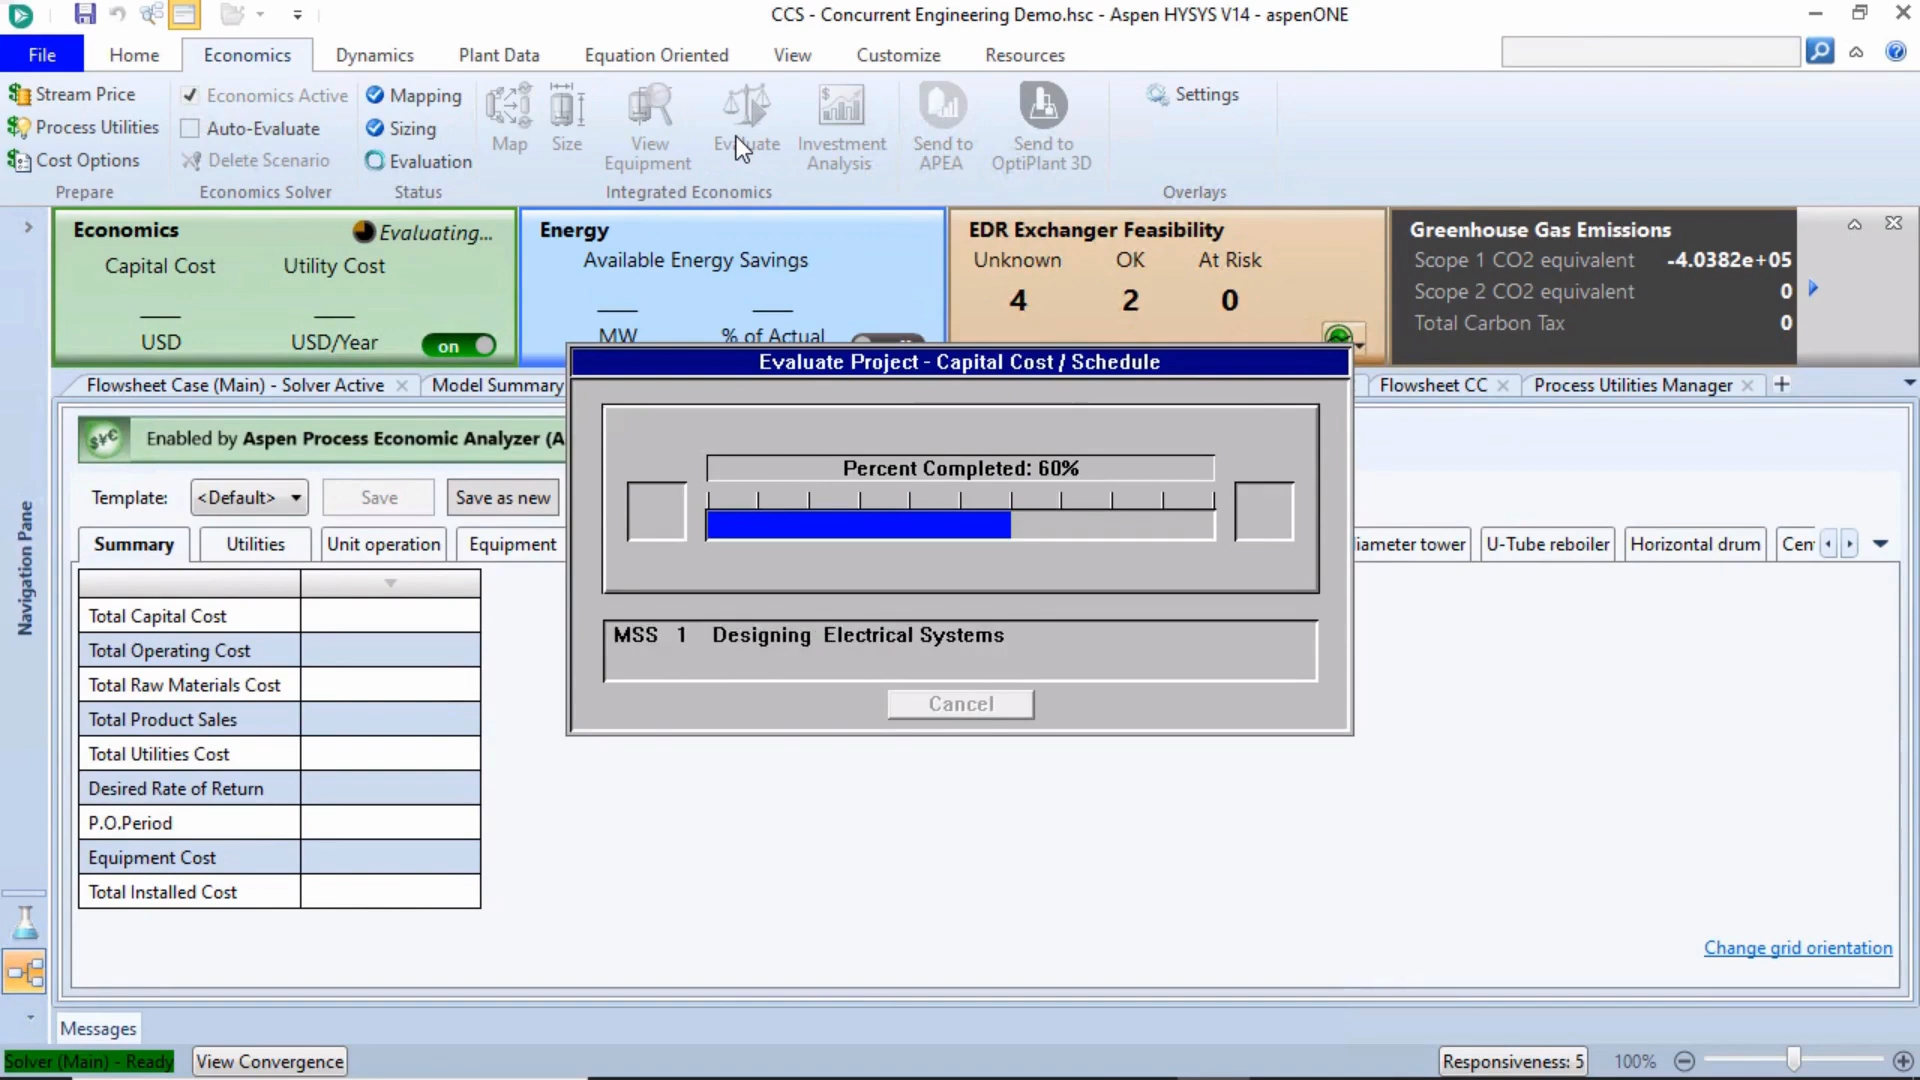 CCS - Concurrent Engineering Demo.hsc - Aspen HYSYS V14 - aspenONE
File Home Economics Dynamics Plant Data Equation Oriented View Customize Resources
Stream Price
Process Utilities
Cost Options
Prepare
Economics Active
Auto-Evaluate
Delete Scenario
Economics Solver
Mapping
Sizing
Evaluation
Status
Map
Size
View
Equipment
Evaluate
Investment
Analysis
Integrated Economics
Send to
APEA
Send to
OptiPlant 3D
Settings
Overlays
Economics Evaluating...
Capital Cost Utility Cost
USD USD/Year on
Energy
Available Energy Savings
MW % of Actual
EDR Exchanger Feasibility
Unknown OK At Risk
4 2 0
Greenhouse Gas Emissions
Scope 1 CO2 equivalent -4.0382e+05
Scope 2 CO2 equivalent 0
Total Carbon Tax 0
Flowsheet Case (Main) - Solver Active Model Summary Flowsheet CC Process Utilities Manager
Enabled by Aspen Process Economic Analyzer (A
Template: <Default> Save Save as new
Summary Utilities Unit operation Equipment iameter tower U-Tube reboiler Horizontal drum Cen
Total Capital Cost
Total Operating Cost
Total Raw Materials Cost
Total Product Sales
Total Utilities Cost
Desired Rate of Return
P.O.Period
Equipment Cost
Total Installed Cost
Evaluate Project - Capital Cost / Schedule
Percent Completed: 60%
MSS 1 Designing Electrical Systems
Cancel
Navigation Pane
Change grid orientation
Messages
Solver (Main) - Ready View Convergence Responsiveness: 5 100%